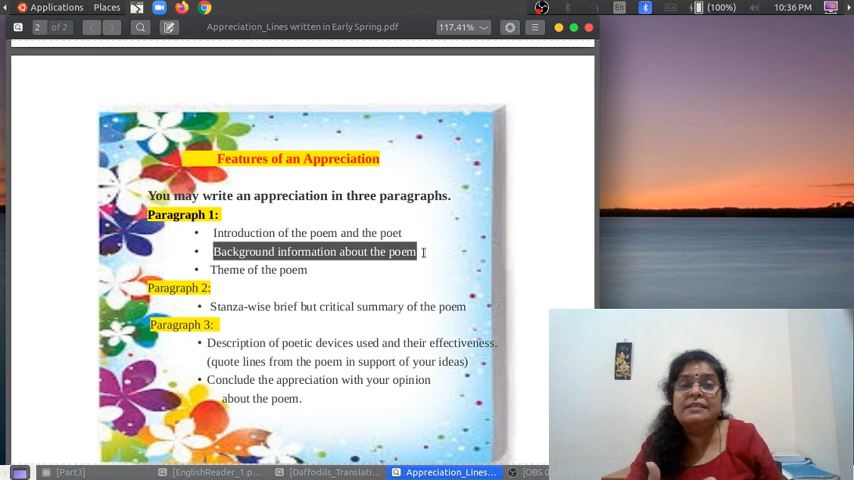 Applications Places En (100%) 10:36 PM
2 of 2 Appreciation_Lines written in Early Spring.pdf 117.41%
Features of an Appreciation
You may write an appreciation in three paragraphs.
Paragraph 1:
• Introduction of the poem and the poet
• Background information about the poem
• Theme of the poem
Paragraph 2:
• Stanza-wise brief but critical summary of the poem
Paragraph 3:
• Description of poetic devices used and their effectiveness.
(quote lines from the poem in support of your ideas)
• Conclude the appreciation with your opinion
about the poem.
[Part3] [EnglishReader_1.p... [Daffodils_Translati... Appreciation_Lines... [OBS 0